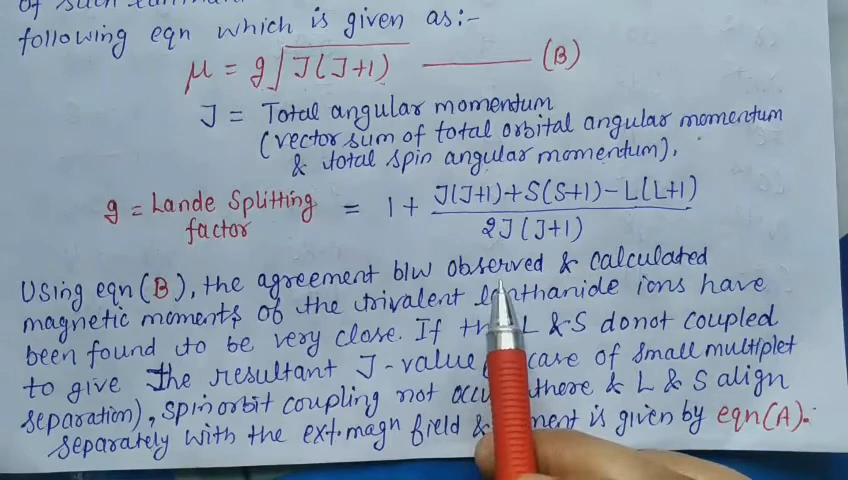 of such
following eqn which is given as:-
μ = g√J(J+1) ——— (B)
J = Total angular momentum
(vector sum of total orbital angular momentum
& total spin angular momentum).
g = Lande Splitting factor = 1 + J(J+1)+S(S+1)-L(L+1) / 2J(J+1)
Using eqn(B), the agreement b/w observed & calculated
magnetic moments of the trivalent lanthanide ions have
been found to be very close. If L & S donot coupled
to give the resultant J-value case of small multiplet
separation), spin orbit coupling not there & L & S align
separately with the ext. magn field & is given by eqn(A).